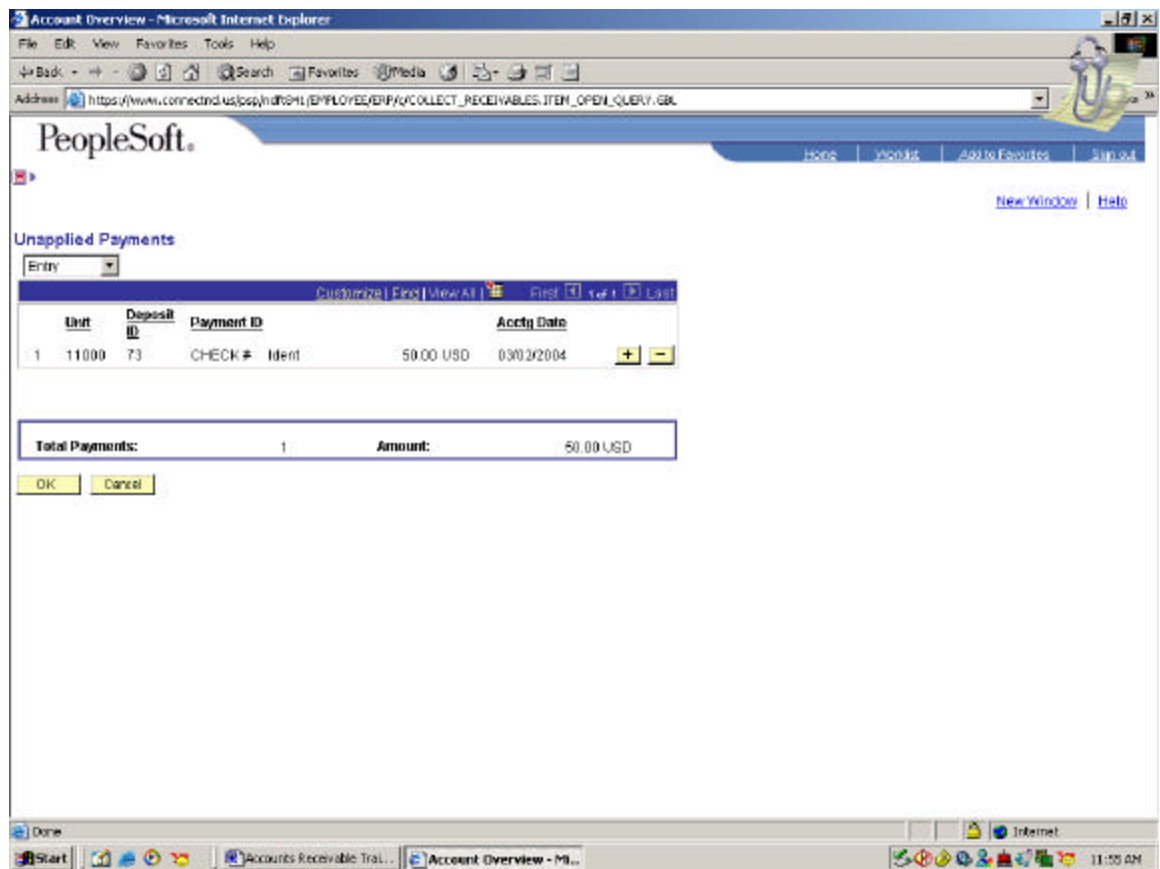 Account Overview - Microsoft Internet Explorer
File Edit View Favorites Tools Help
Back Search Favorites Media
Address https://www.connectnd.us/psp/ndft841/EMPLOYEE/ERP/c/COLLECT_RECEIVABLES.ITEM_OPEN_QUERY.GBL
PeopleSoft.
Home Worklist Add to Favorites Sign out
New Window | Help
Unapplied Payments
Entry
Customize | Find | View All | First 1 of 1 Last
Unit Deposit ID Payment ID Acctg Date
1 11000 73 CHECK # Ident 50.00 USD 03/02/2004 + -
Total Payments: 1 Amount: 50.00 USD
OK Cancel
Done Internet
Start Accounts Receivable Trai... Account Overview - Mi... 11:55 AM